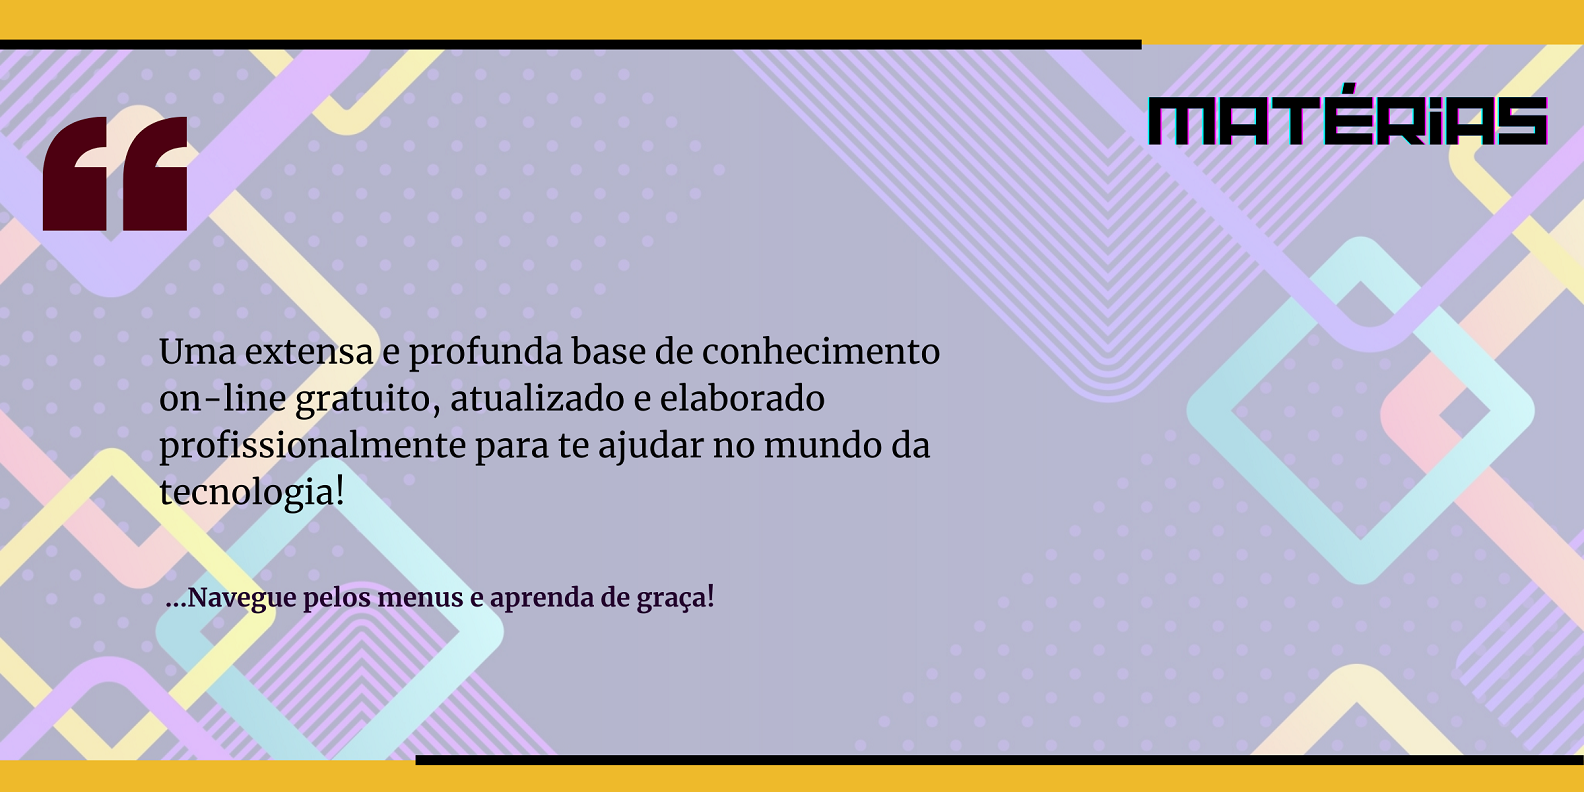 MATÉRiAS
“
Uma extensa e profunda base de conhecimento
on-line gratuito, atualizado e elaborado
profissionalmente para te ajudar no mundo da
tecnologia!
...Navegue pelos menus e aprenda de graça!